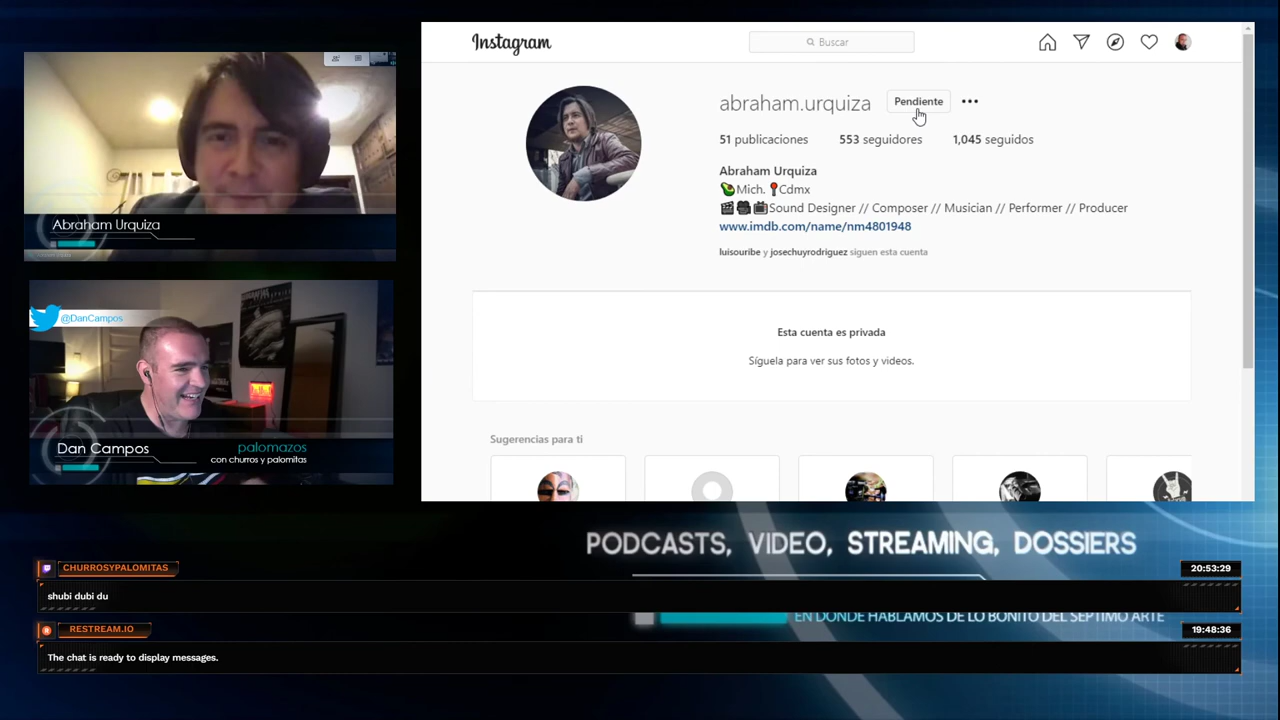 Abraham Urquiza
@DanCampos
Dan Campos
palomazos
con churros y palomitas
Instagram
Buscar
abraham.urquiza
Pendiente
51 publicaciones 553 seguidores 1,045 seguidos
Abraham Urquiza
🥑Mich. 📍Cdmx
🎬🎥📺Sound Designer // Composer // Musician // Performer // Producer
www.imdb.com/name/nm4801948
luisouribe y josechuyrodriguez siguen esta cuenta
Esta cuenta es privada
Síguela para ver sus fotos y videos.
Sugerencias para ti
PODCASTS, VIDEO, STREAMING, DOSSIERS
EN DONDE HABLAMOS DE LO BONITO DEL SEPTIMO ARTE
CHURROSYPALOMITAS
20:53:29
shubi dubi du
RESTREAM.IO
19:48:36
The chat is ready to display messages.